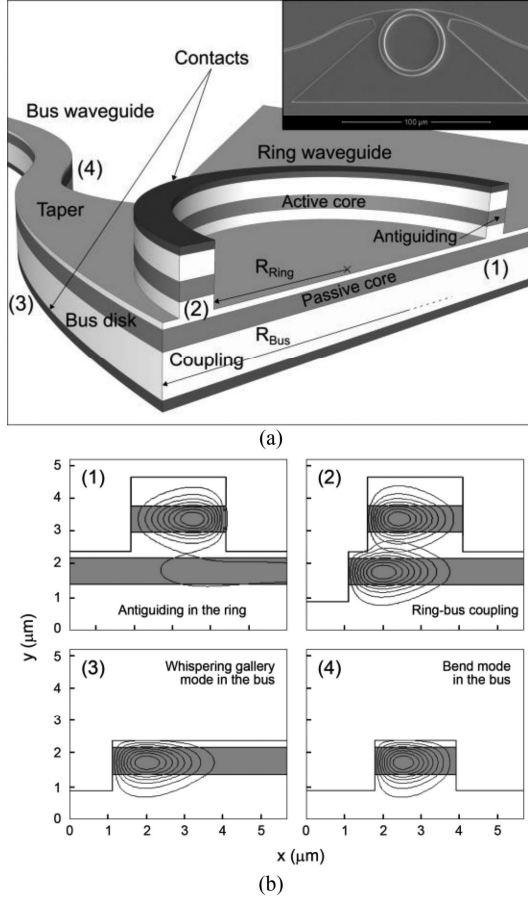 Contacts
Bus waveguide
100 μm
(4)
Ring waveguide
Taper
Active core
Antiguiding
R Ring
(1)
(2)
Passive core
(3)
Bus disk
R Bus
Coupling
(a)
5
4
3
2
1
0
(1)
Antiguiding in the ring
(2)
Ring-bus coupling
y (μm)
5
4
3
2
1
0
(3)
Whispering gallery
mode in the bus
(4)
Bend mode
in the bus
0 1 2 3 4 5
0 1 2 3 4 5
x (μm)
(b)